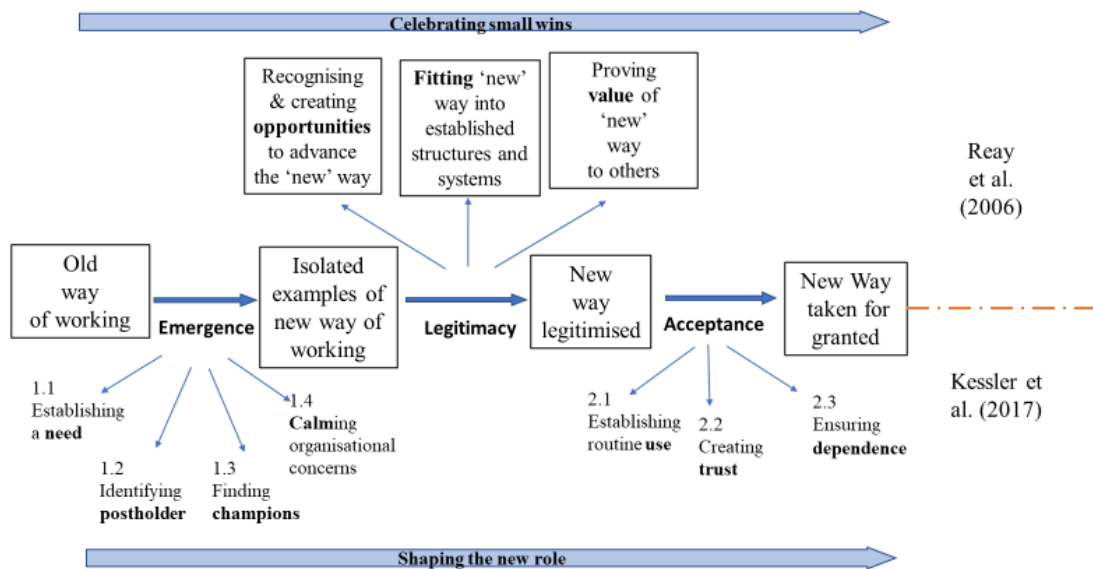 Celebrating small wins
Recognising
& creating
opportunities
to advance
the ‘new’ way
Fitting ‘new’
way into
established
structures and
systems
Proving
value of
‘new’
way
to others
Reay
et al.
(2006)
Old
way
of working
Emergence
Isolated
examples of
new way of
working
Legitimacy
New
way
legitimised
Acceptance
New Way
taken for
granted
Kessler et
al. (2017)
1.1
Establishing
a need
1.2
Identifying
postholder
1.3
Finding
champions
1.4
Calming
organisational
concerns
2.1
Establishing
routine use
2.2
Creating
trust
2.3
Ensuring
dependence
Shaping the new role